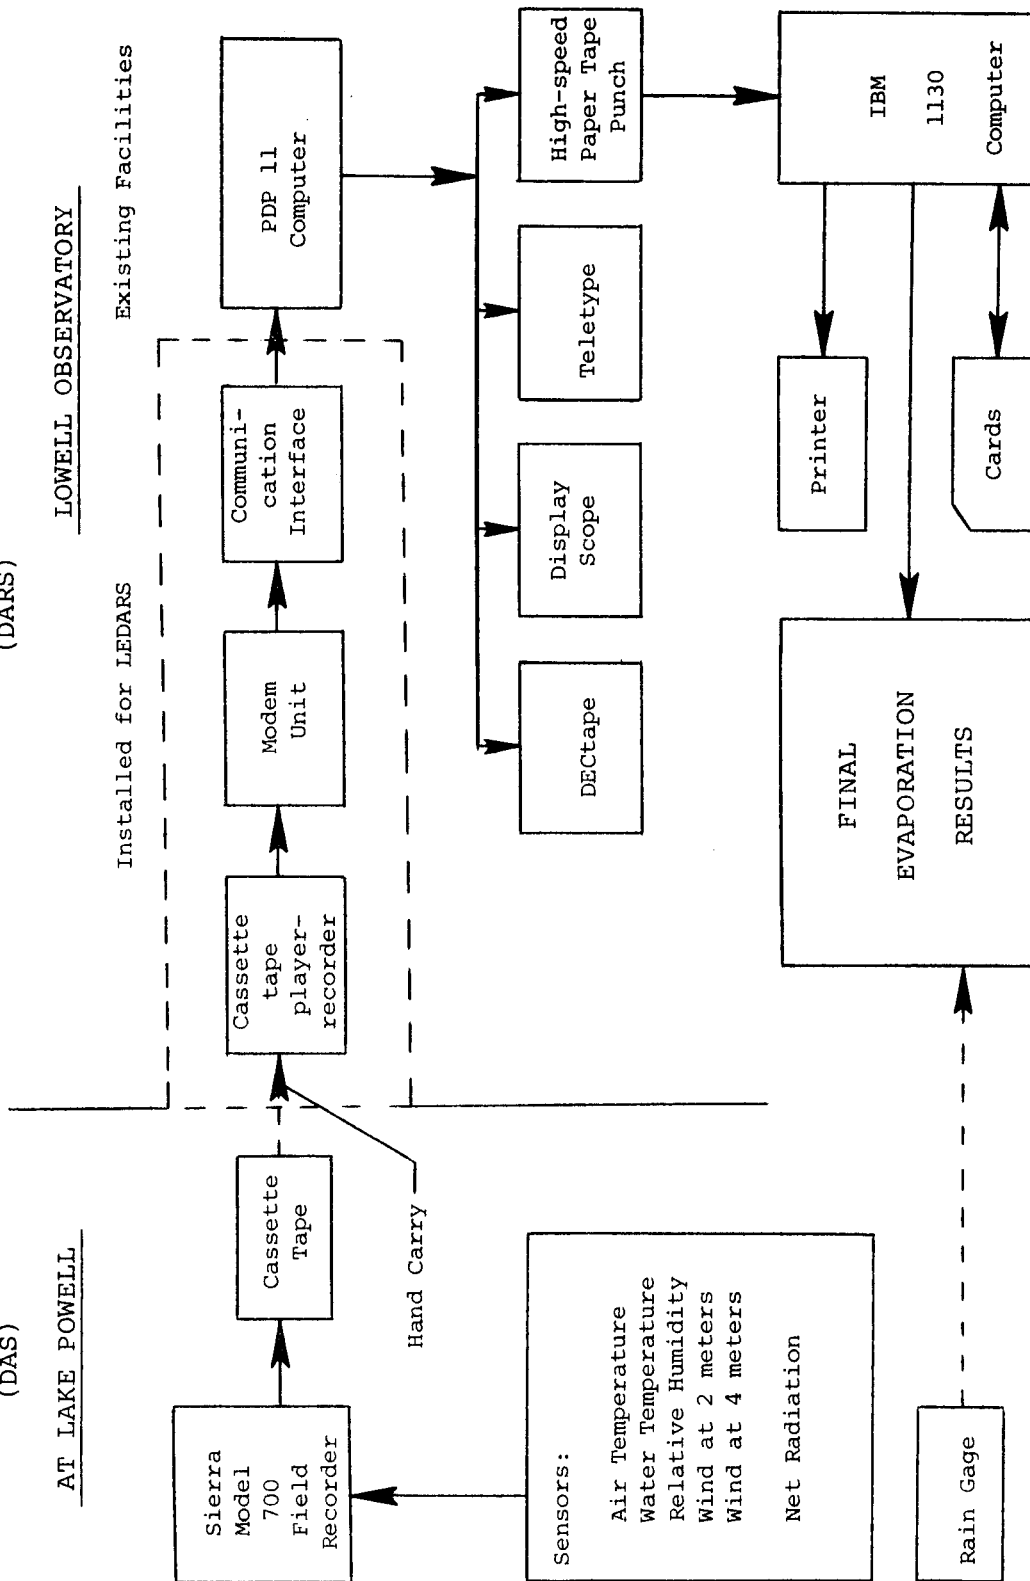 (DAS)
AT LAKE POWELL
(DARS)
LOWELL OBSERVATORY
Installed for LEDARS
Existing Facilities
Sierra
Model
700
Field
Recorder
Cassette
Tape
Hand Carry
Cassette
tape
player-
recorder
Modem
Unit
Communi-
cation
Interface
PDP 11
Computer
Sensors:
Air Temperature
Water Temperature
Relative Humidity
Wind at 2 meters
Wind at 4 meters
Net Radiation
DECtape
Display
Scope
Teletype
High-speed
Paper Tape
Punch
Rain Gage
FINAL
EVAPORATION
RESULTS
Printer
Cards
IBM
1130
Computer